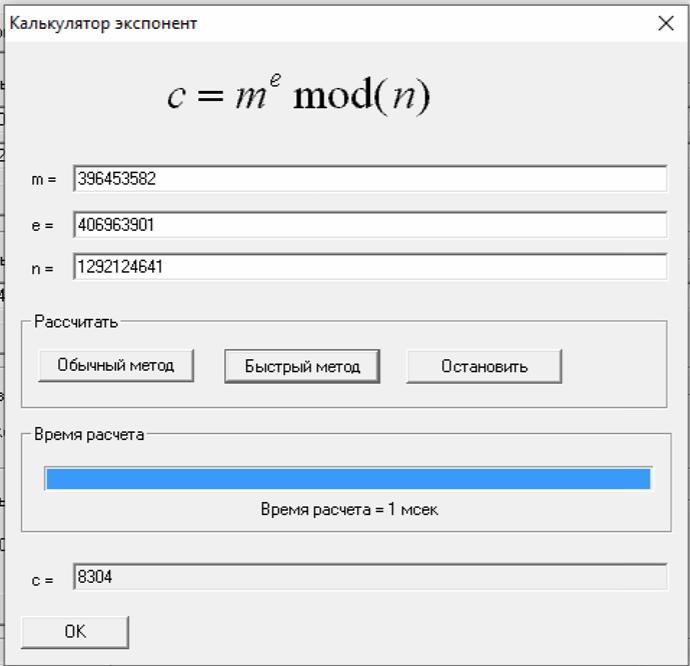 Калькулятор экспонент
c = m^e mod(n)
m = 396453582
e = 406963901
n = 1292124641
Рассчитать
Обычный метод Быстрый метод Остановить
Время расчета
Время расчета = 1 мсек
c = 8304
OK